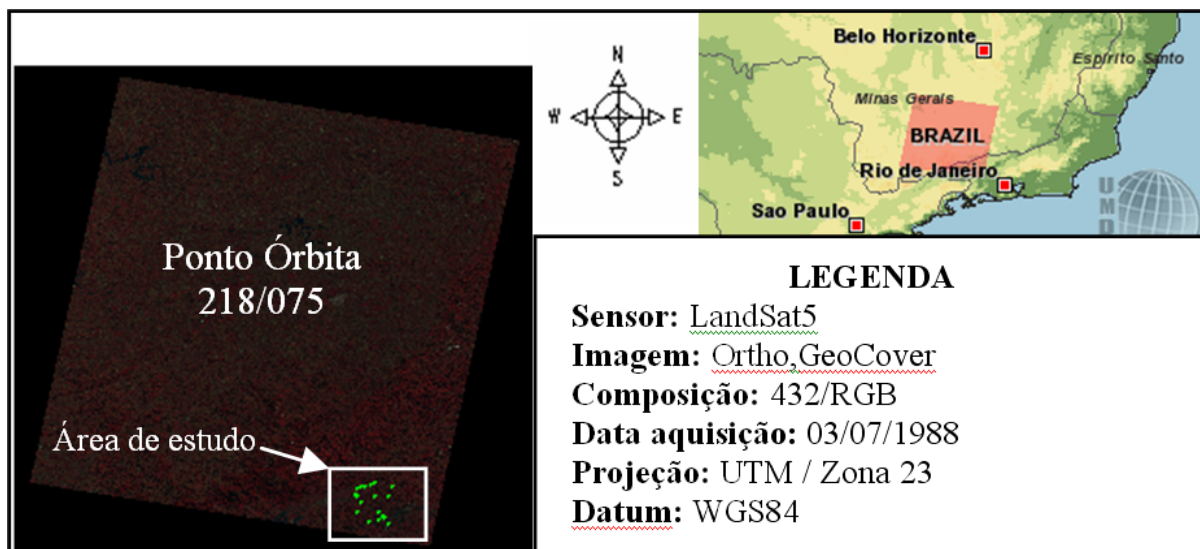 Ponto Órbita
218/075
Área de estudo
N
W E
S
Belo Horizonte
Espírito Santo
Minas Gerais
BRAZIL
Rio de Janeiro
Sao Paulo
UMD
LEGENDA
Sensor: LandSat5
Imagem: Ortho,GeoCover
Composição: 432/RGB
Data aquisição: 03/07/1988
Projeção: UTM / Zona 23
Datum: WGS84